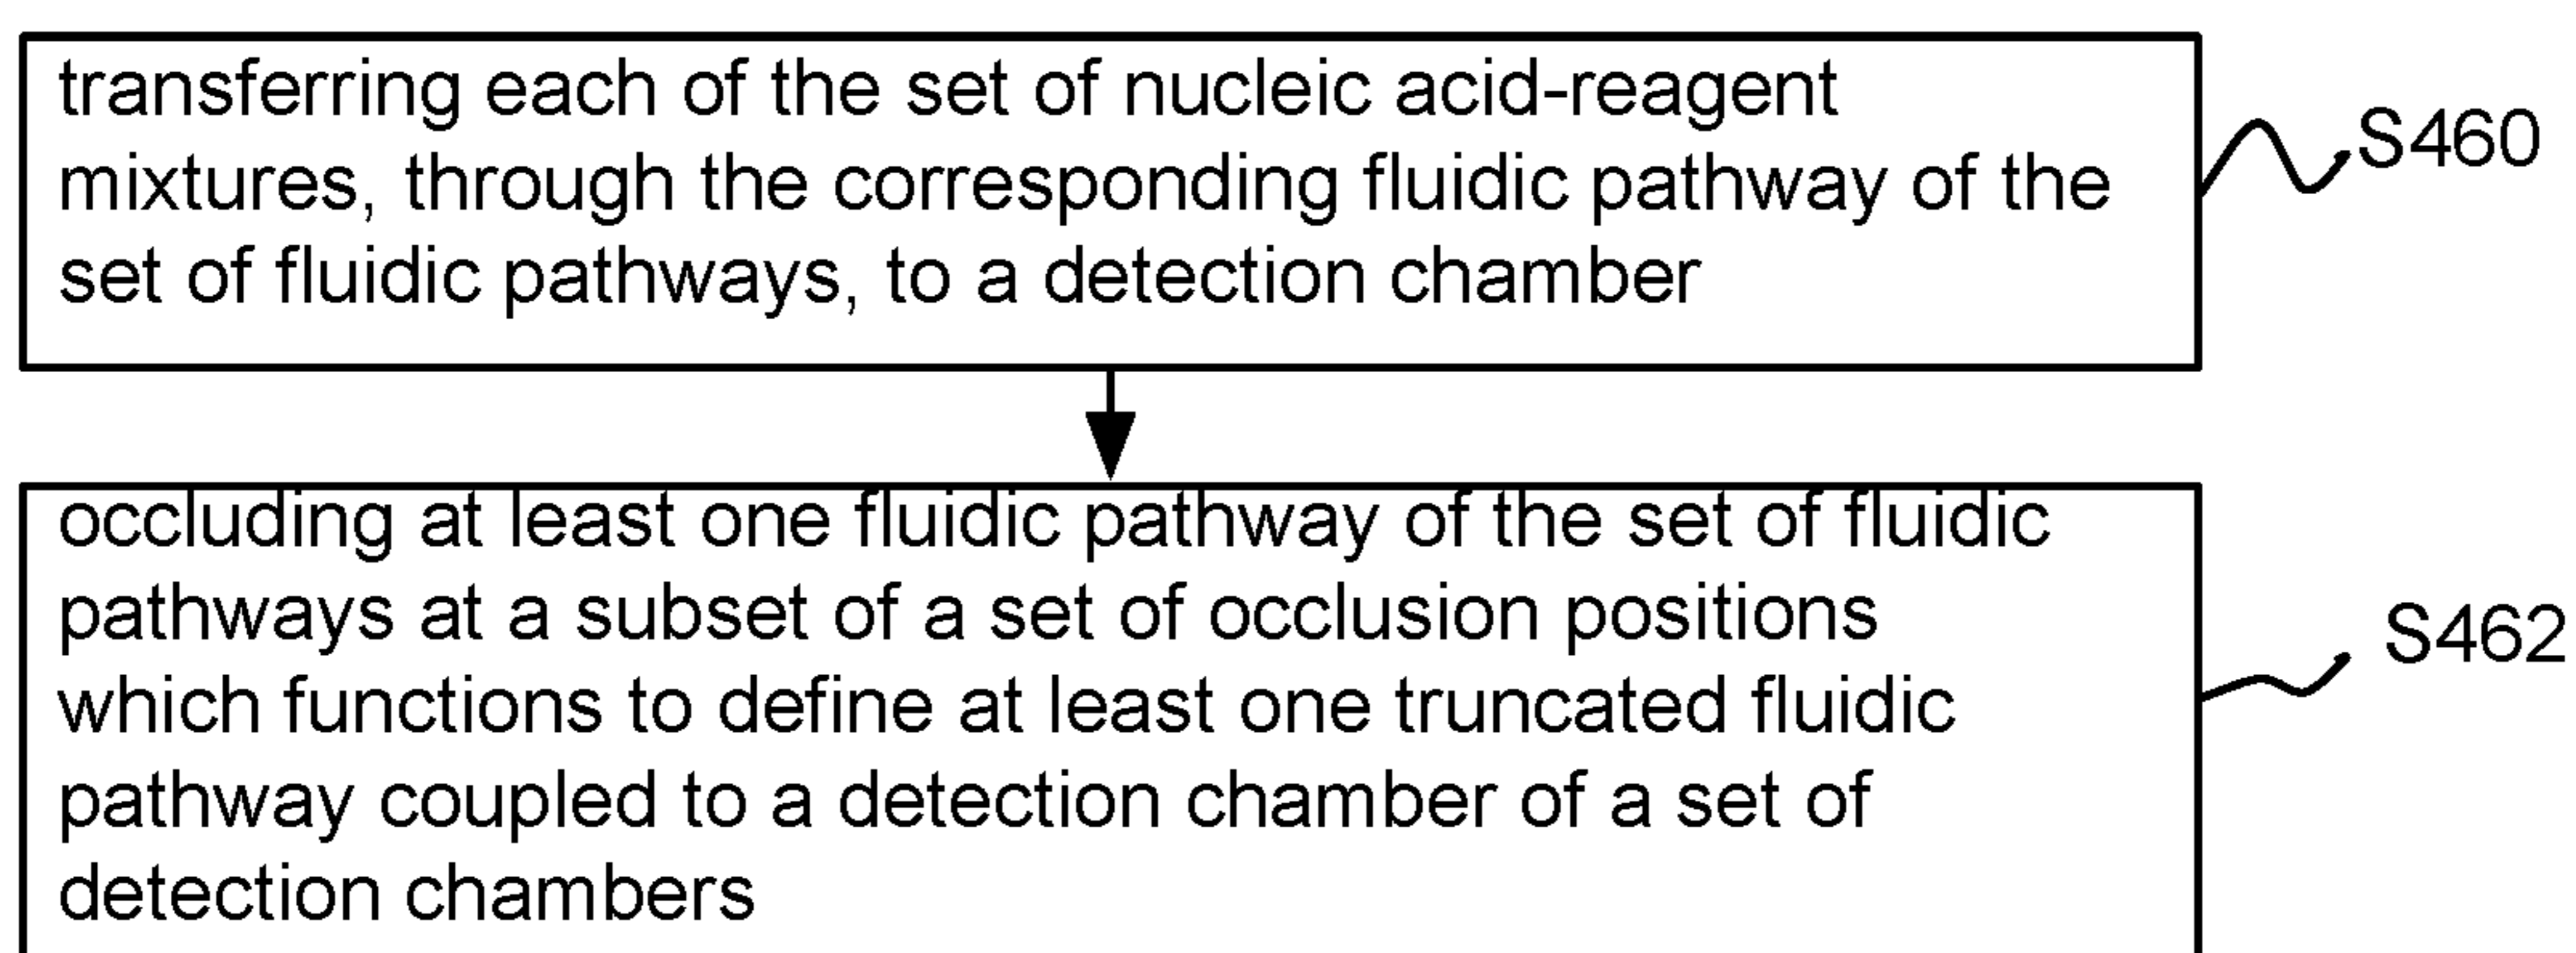 transferring each of the set of nucleic acid-reagent
mixtures, through the corresponding fluidic pathway of the
set of fluidic pathways, to a detection chamber
S460
occluding at least one fluidic pathway of the set of fluidic
pathways at a subset of a set of occlusion positions
which functions to define at least one truncated fluidic
pathway coupled to a detection chamber of a set of
detection chambers
S462